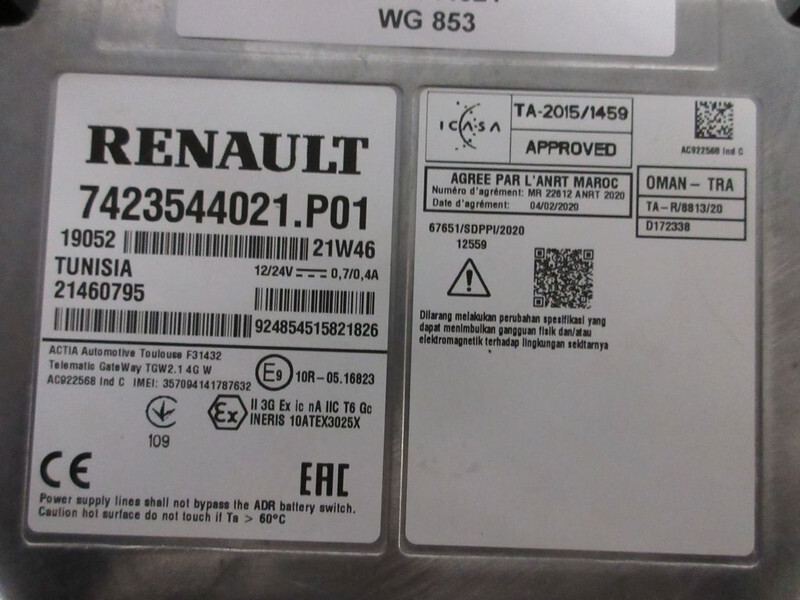 WG 853
RENAULT
7423544021.P01
19052 21W46
TUNISIA 12/24V 0,7/0,4A
21460795
924854515821826
ACTIA Automotive Toulouse F31432
Telematic GateWay TGW2.1 4G W
AC922568 Ind C IMEI: 357094141787632
E9 10R-05.16823
109
Ex II 3G Ex ic nA IIC T6 Gc
INERIS 10ATEX3025X
CE EAC
Power supply lines shall not bypass the ADR battery switch.
Caution hot surface do not touch if Ta > 60°C
ICASA TA-2015/1459
APPROVED
AC922568 Ind C
AGREE PAR L'ANRT MAROC
Numéro d'agrément: MR 22612 ANRT 2020
Date d'agrément: 04/02/2020
OMAN - TRA
TA-R/8813/20
D172338
67651/SDPPI/2020
12559
Dilarang melakukan perubahan spesifikasi yang
dapat menimbulkan gangguan fisik dan/atau
elektromagnetik terhadap lingkungan sekitarnya